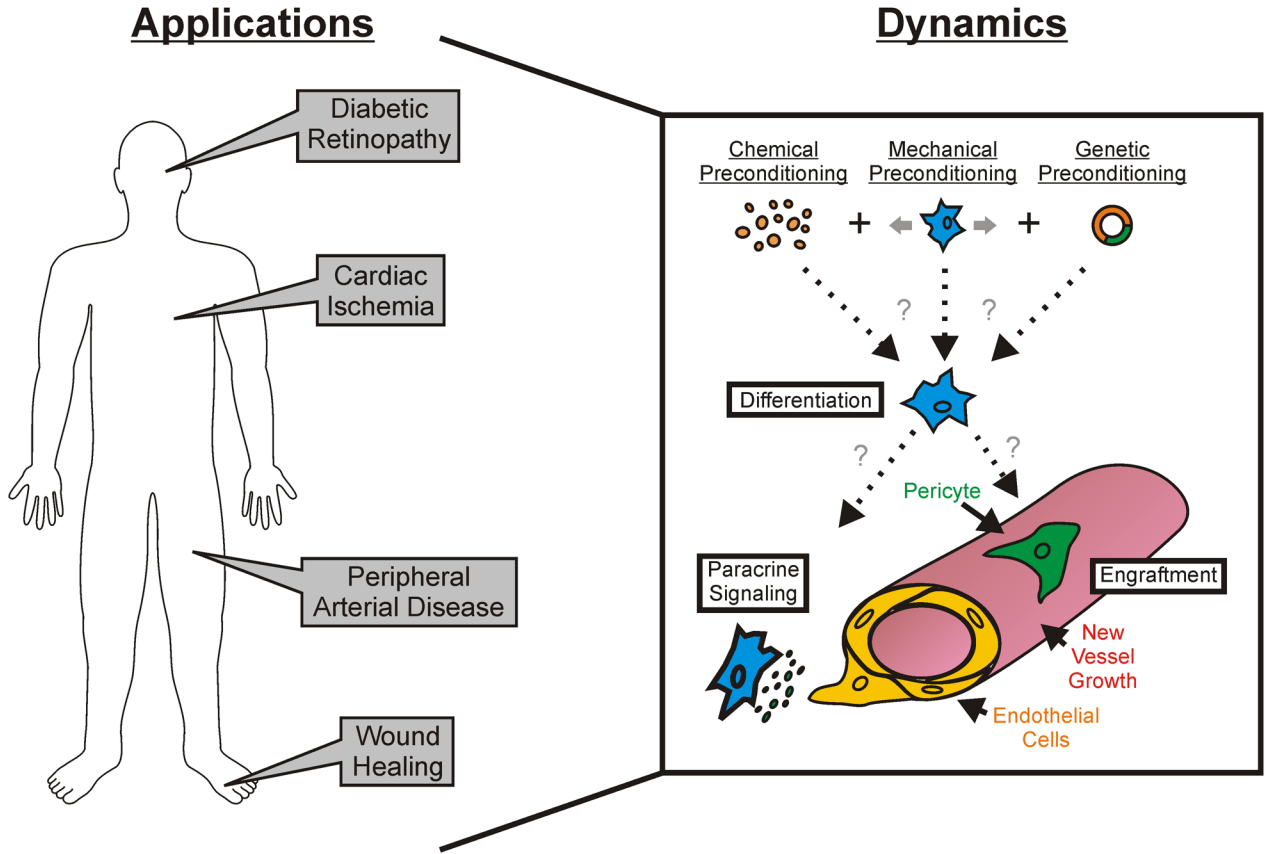 Applications
Diabetic
Retinopathy
Cardiac
Ischemia
Peripheral
Arterial Disease
Wound
Healing
Dynamics
Chemical
Preconditioning
Mechanical
Preconditioning
Genetic
Preconditioning
+
+
?
?
Differentiation
?
?
Pericyte
Paracrine
Signaling
Engraftment
New
Vessel
Growth
Endothelial
Cells